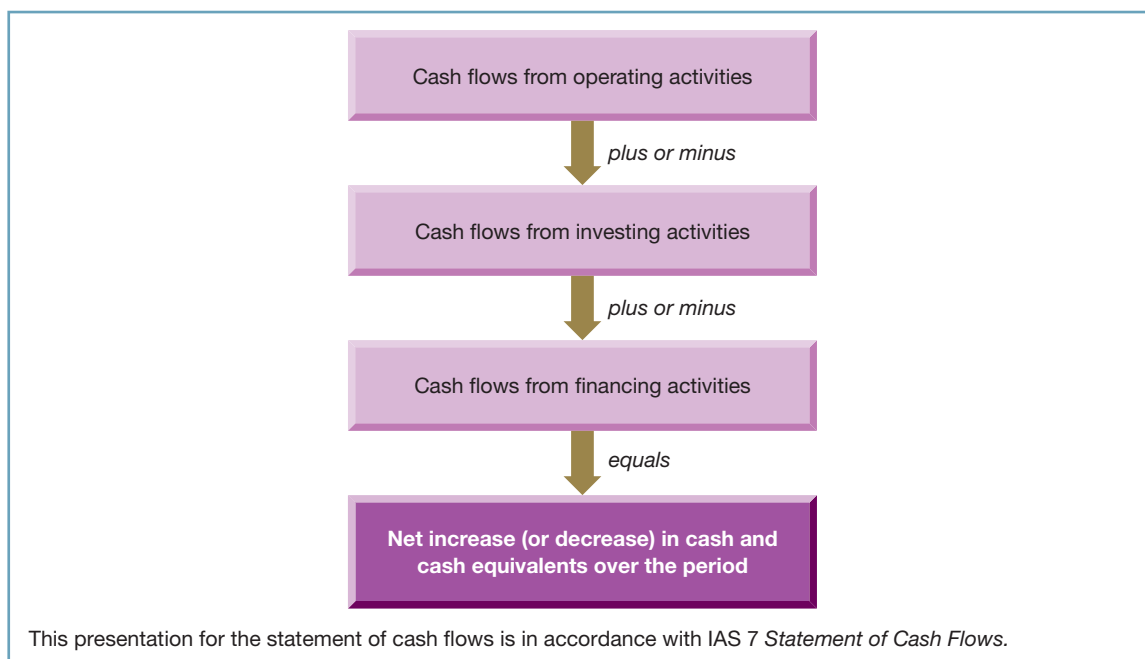 Cash flows from operating activities
plus or minus
Cash flows from investing activities
plus or minus
Cash flows from financing activities
equals
Net increase (or decrease) in cash and
cash equivalents over the period
This presentation for the statement of cash flows is in accordance with IAS 7 Statement of Cash Flows.